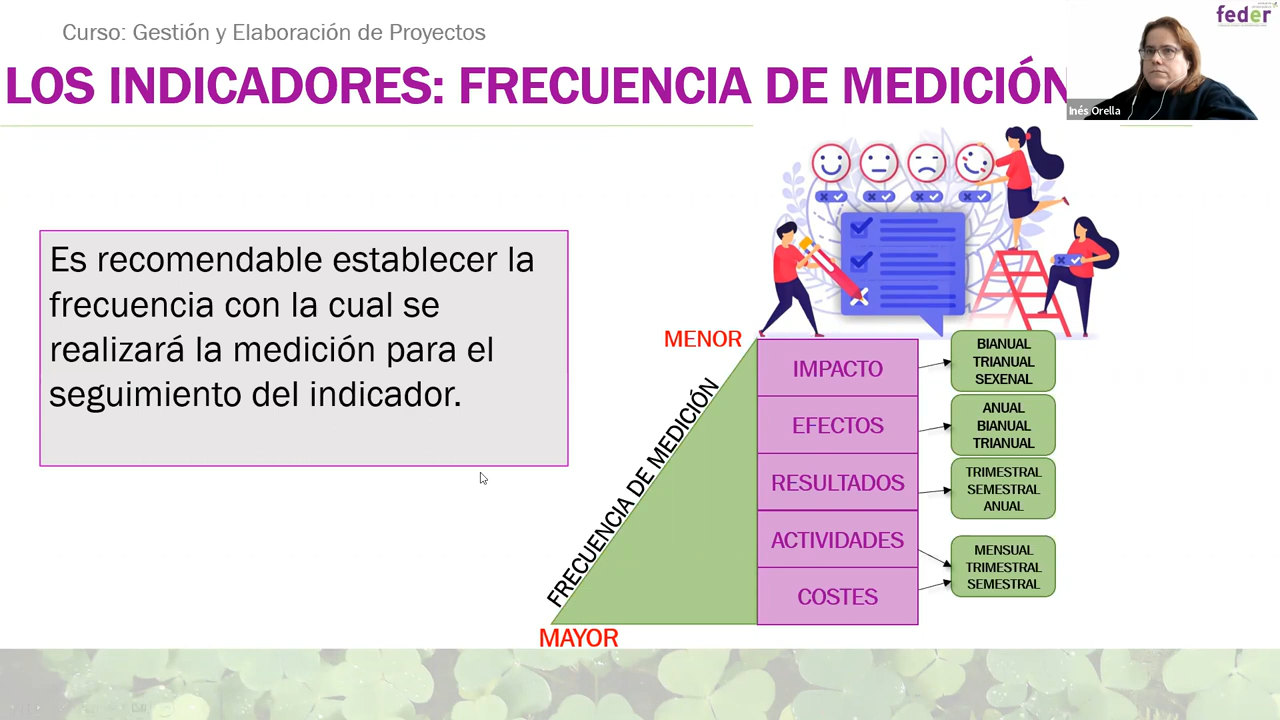 Curso: Gestión y Elaboración de Proyectos
feder
LOS INDICADORES: FRECUENCIA DE MEDICIÓN
Inés Orella
Es recomendable establecer la
frecuencia con la cual se
realizará la medición para el
seguimiento del indicador.
MENOR
FRECUENCIA DE MEDICIÓN
MAYOR
IMPACTO
BIANUAL
TRIANUAL
SEXENAL
EFECTOS
ANUAL
BIANUAL
TRIANUAL
RESULTADOS
TRIMESTRAL
SEMESTRAL
ANUAL
ACTIVIDADES
COSTES
MENSUAL
TRIMESTRAL
SEMESTRAL